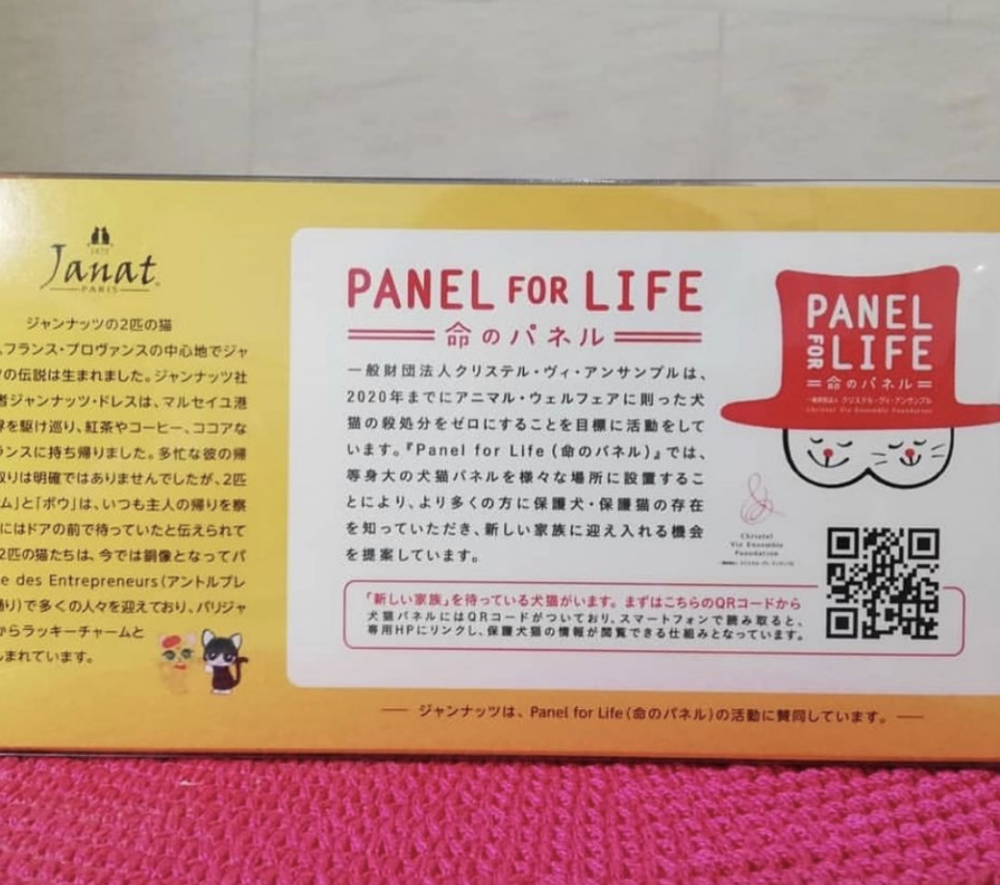 1872
Janat
PARIS
ジャンナッツの2匹の猫
フランス・プロヴァンスの中心地でジャ
の伝説は生まれました。ジャンナッツ社
者ジャンナッツ・ドレスは、マルセイユ港
を駆け巡り、紅茶やコーヒー、ココアな
ランスに持ち帰りました。多忙な彼の帰
取りは明確ではありませんでしたが、2匹
ム」と「ボウ」は、いつも主人の帰りを察
にはドアの前で待っていたと伝えられて
2匹の猫たちは、今では銅像となってパ
e des Entrepreneurs(アントルプレ
り)で多くの人々を迎えており、パリジャ
からラッキーチャームと
まれています。
PANEL FOR LIFE
命のパネル
一般財団法人クリステル・ヴィ・アンサンブルは、
2020年までにアニマル・ウェルフェアに則った犬
猫の殺処分をゼロにすることを目標に活動をして
います。『Panel for Life (命のパネル)』では、
等身大の犬猫パネルを様々な場所に設置するこ
とにより、より多くの方に保護犬・保護猫の存在
を知っていただき、新しい家族に迎え入れる機会
を提案しています。
PANEL
FOR LIFE
命のパネル
一般財団法人 クリステル・ヴィ・アンサンブル
Christel Vie Ensemble Foundation
Christel
Vie Ensemble
Foundation
「新しい家族」を待っている犬猫がいます。まずはこちらのQRコードから
犬猫パネルにはQRコードがついており、スマートフォンで読み取ると、
専用HPにリンクし、保護犬猫の情報が閲覧できる仕組みとなっています。
ジャンナッツは、Panel for Life(命のパネル)の活動に賛同しています。